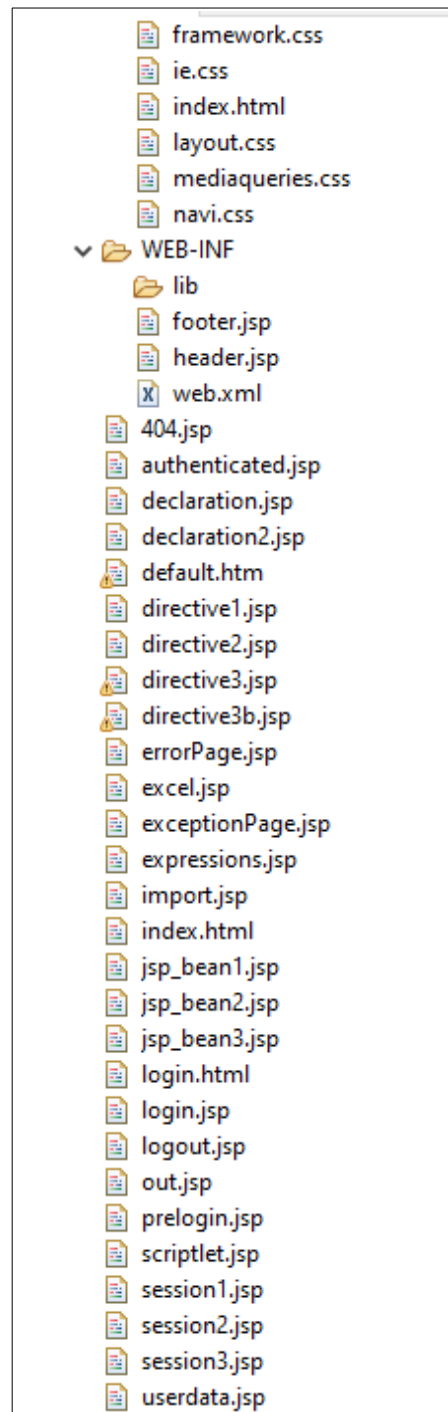 framework.css
ie.css
index.html
layout.css
mediaqueries.css
navi.css
WEB-INF
lib
footer.jsp
header.jsp
web.xml
404.jsp
authenticated.jsp
declaration.jsp
declaration2.jsp
default.htm
directive1.jsp
directive2.jsp
directive3.jsp
directive3b.jsp
errorPage.jsp
excel.jsp
exceptionPage.jsp
expressions.jsp
import.jsp
index.html
jsp_bean1.jsp
jsp_bean2.jsp
jsp_bean3.jsp
login.html
login.jsp
logout.jsp
out.jsp
prelogin.jsp
scriptlet.jsp
session1.jsp
session2.jsp
session3.jsp
userdata.jsp